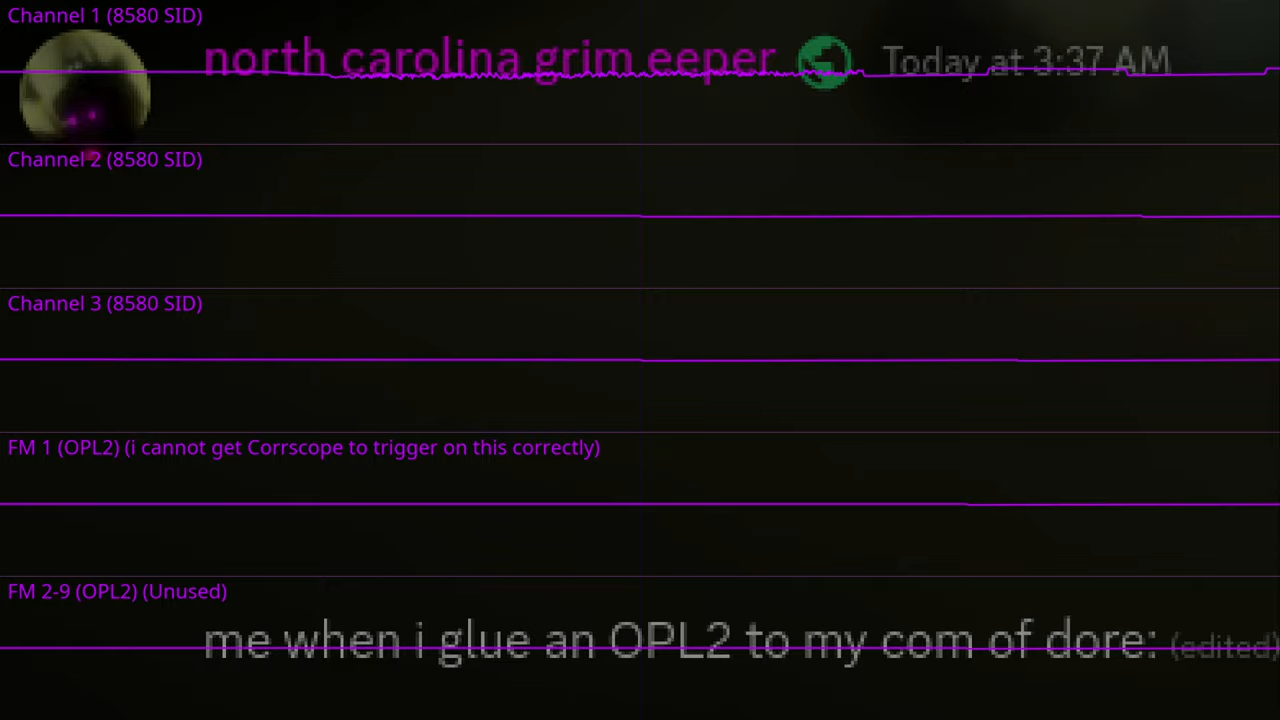 Channel 1 (8580 SID)
north carolina grim eeper Today at 3:37 AM
Channel 2 (8580 SID)
Channel 3 (8580 SID)
FM 1 (OPL2) (i cannot get Corrscope to trigger on this correctly)
FM 2-9 (OPL2) (Unused)
me when i glue an OPL2 to my com of dore: (edited)